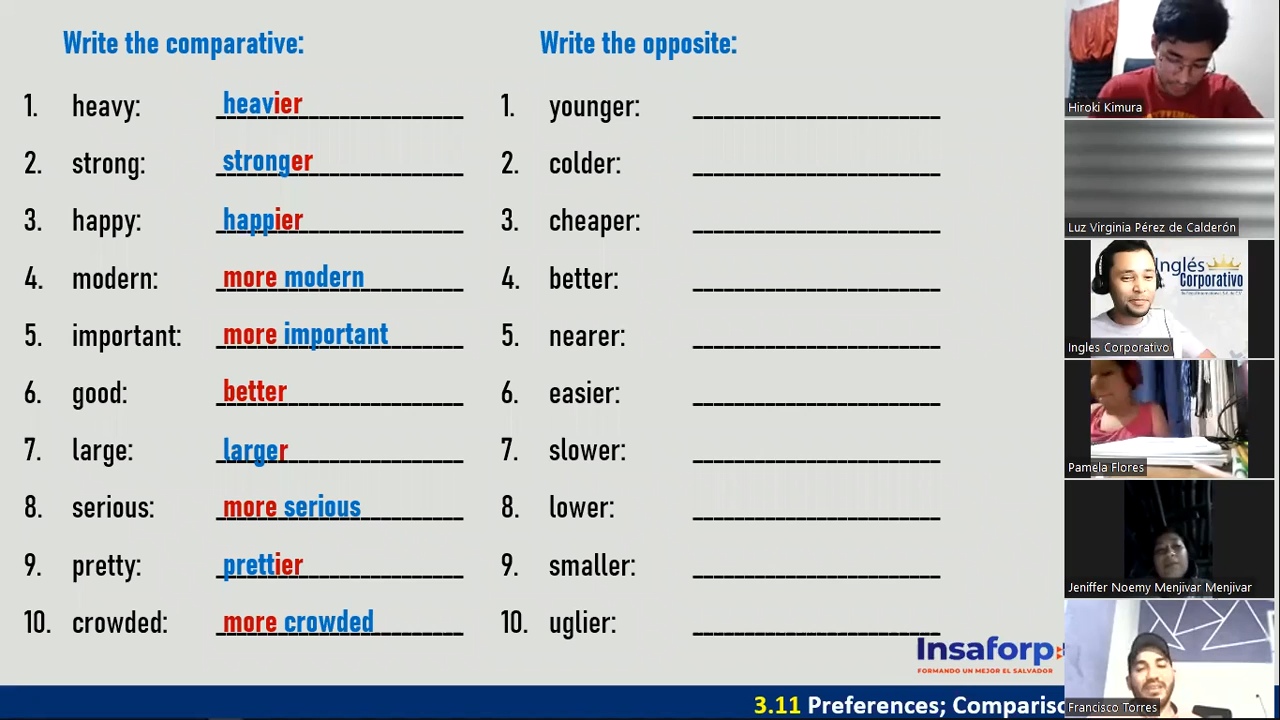 Write the comparative:
1. heavy: heavier
2. strong: stronger
3. happy: happier
4. modern: more modern
5. important: more important
6. good: better
7. large: larger
8. serious: more serious
9. pretty: prettier
10. crowded: more crowded
Write the opposite:
1. younger:
2. colder:
3. cheaper:
4. better:
5. nearer:
6. easier:
7. slower:
8. lower:
9. smaller:
10. uglier:
Insaforp
FORMANDO UN MEJOR EL SALVADOR
3.11 Preferences; Compariso
Hiroki Kimura
Luz Virginia Pérez de Calderón
Inglés
Corporativo
Ingles Corporativo
Pamela Flores
Jeniffer Noemy Menjivar Menjivar
Francisco Torres